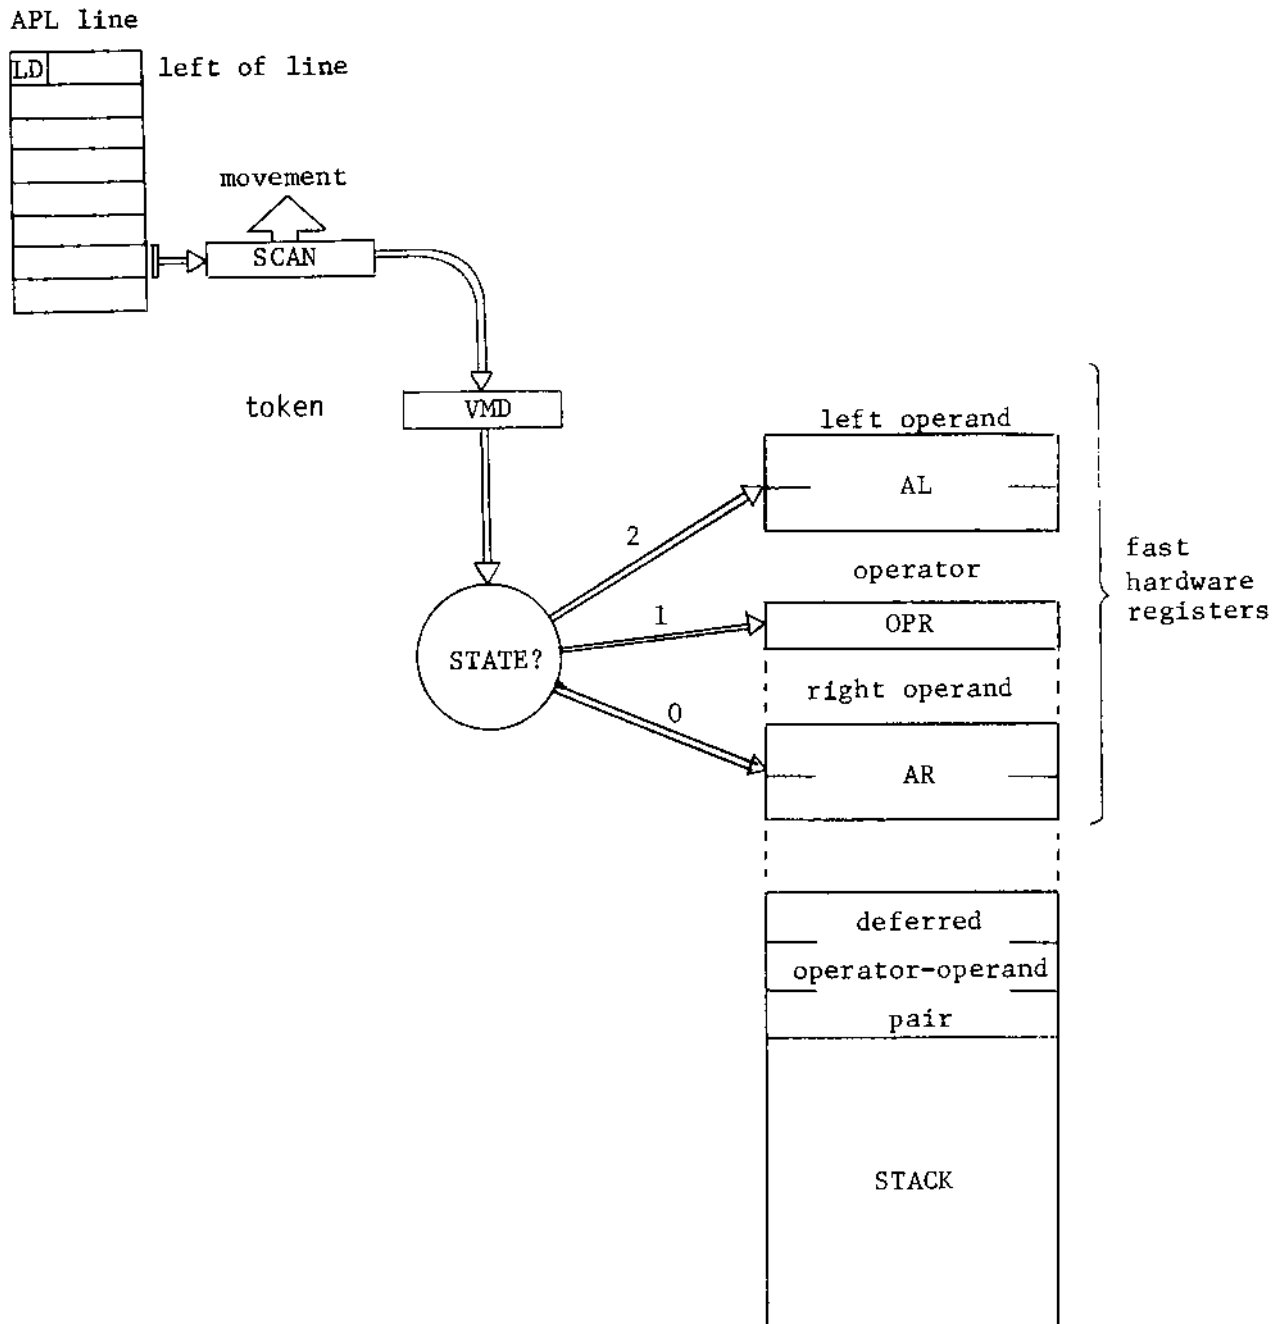 APL line
LD
left of line
movement
SCAN
token
VMD
left operand
AL
2
fast
hardware
registers
operator
1
OPR
STATE?
right operand
0
AR
deferred
operator-operand
pair
STACK